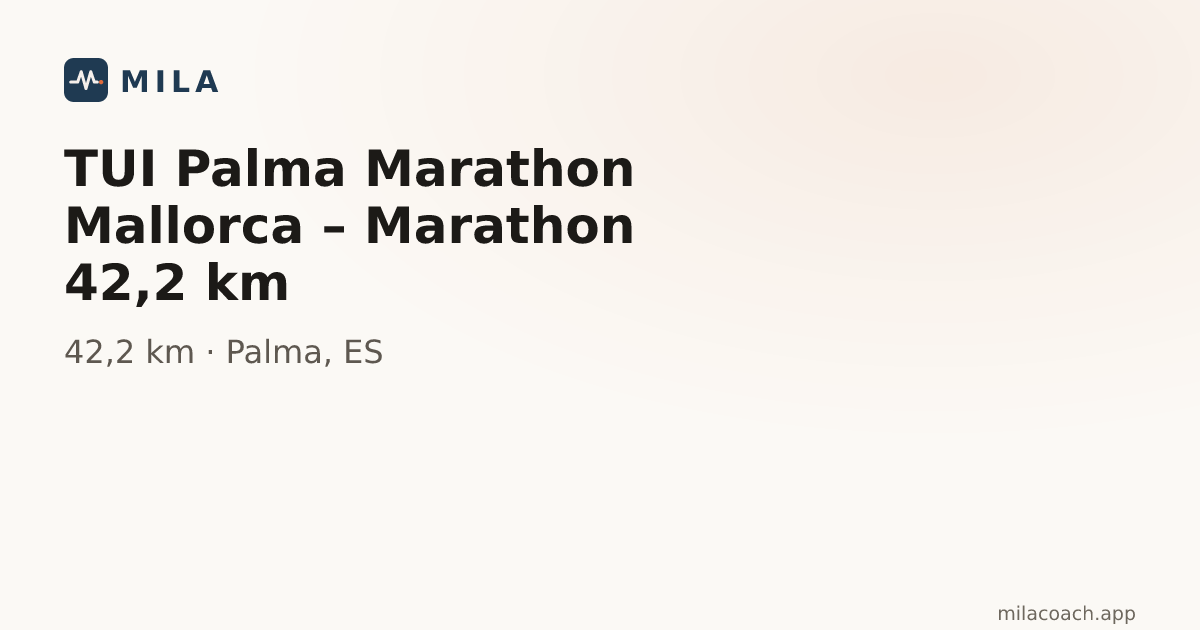 MILA
TUI Palma Marathon
Mallorca – Marathon
42,2 km
42,2 km · Palma, ES
milacoach.app